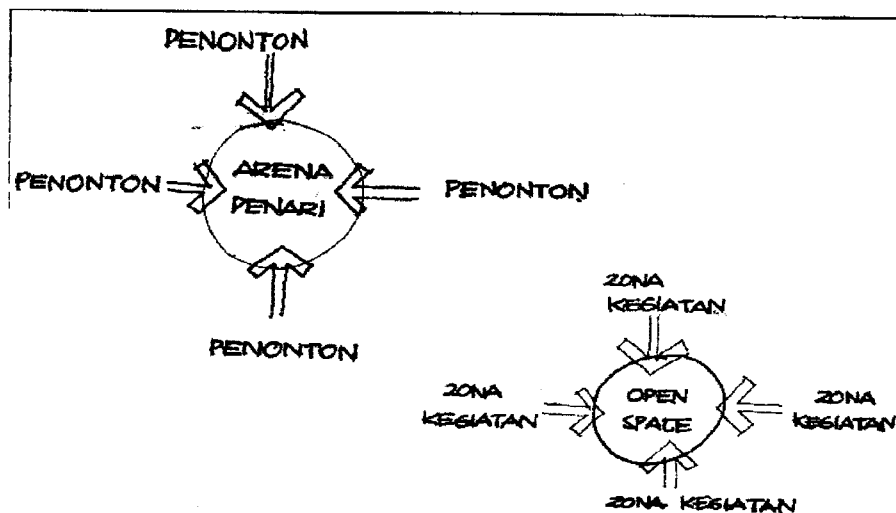 PENONTON
PENONTON
ARENA
PENARI
PENONTON
PENONTON
ZONA
KEGIATAN
ZONA
KEGIATAN
OPEN
SPACE
ZONA
KEGIATAN
ZONA KEGIATAN